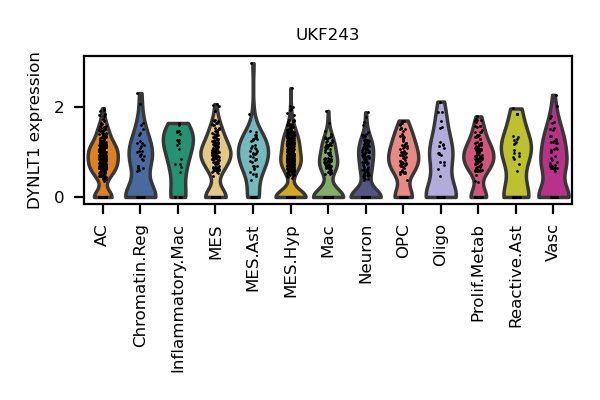 UKF243
DYNLT1 expression
2
0
AC
Chromatin.Reg
Inflammatory.Mac
MES
MES.Ast
MES.Hyp
Mac
Neuron
OPC
Oligo
Prolif.Metab
Reactive.Ast
Vasc